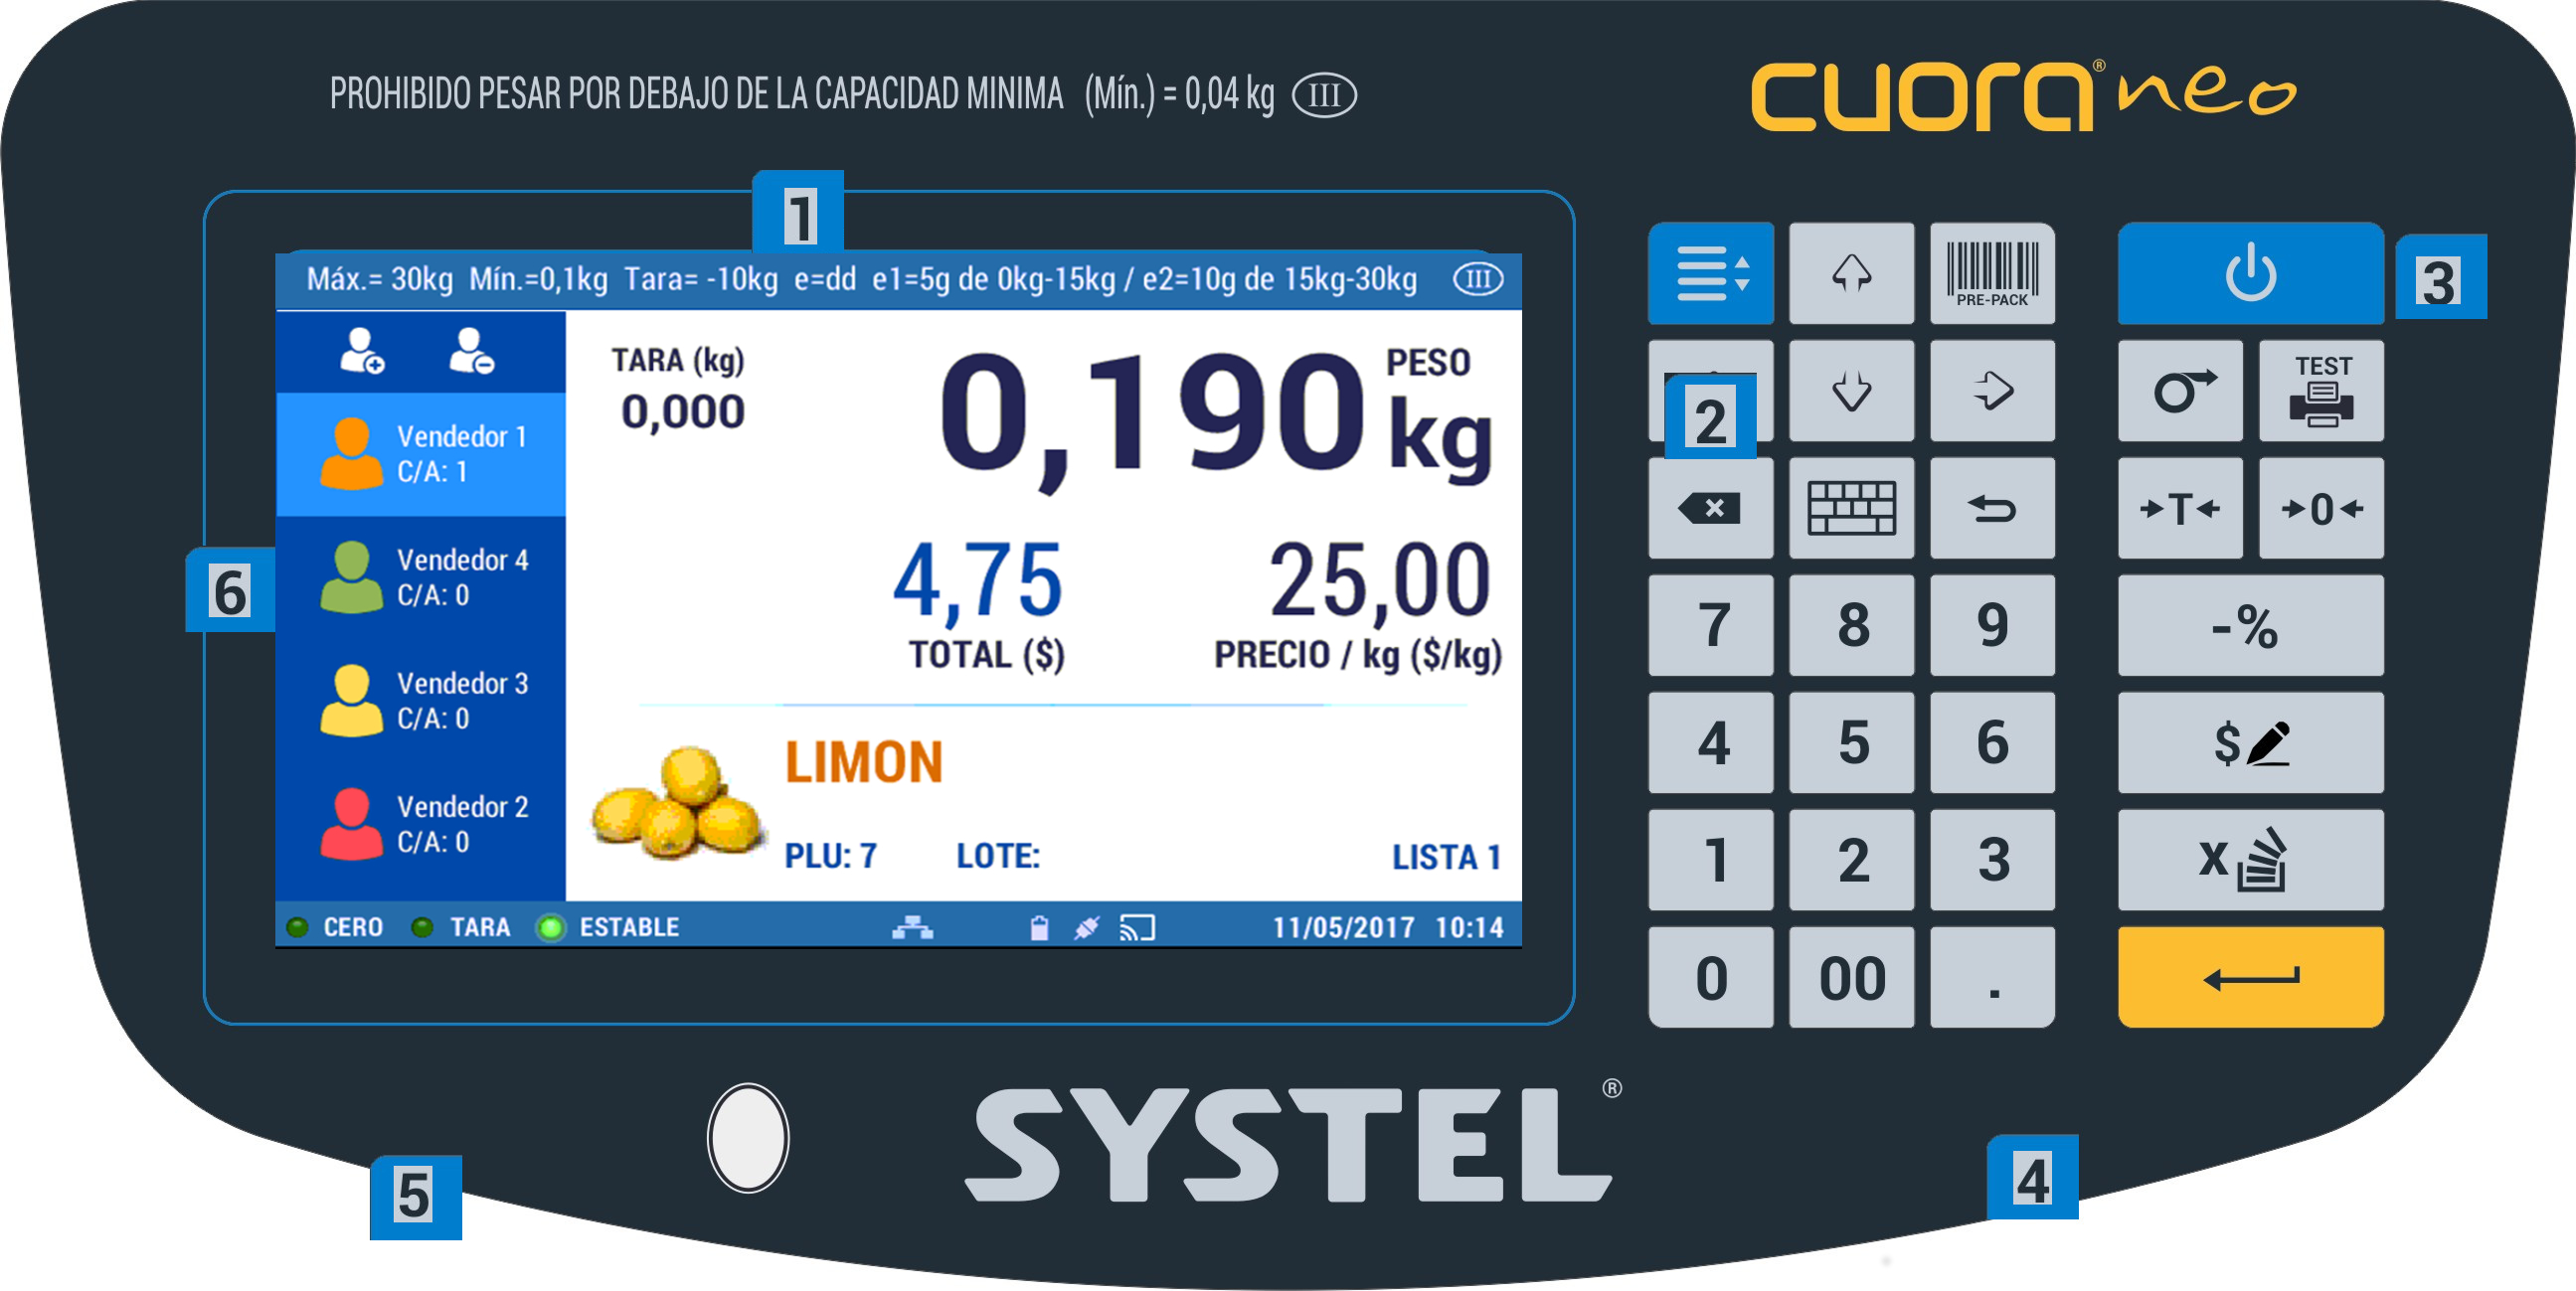 PROHIBIDO PESAR POR DEBAJO DE LA CAPACIDAD MINIMA (Mín.) = 0,04 kg III
cuora® neo
1
Máx.= 30kg Mín.=0,1kg Tara= -10kg e=dd e1=5g de 0kg-15kg / e2=10g de 15kg-30kg III
TARA (kg)
0,000
0,190
PESO
kg
Vendedor 1
C/A: 1
Vendedor 4
C/A: 0
Vendedor 3
C/A: 0
Vendedor 2
C/A: 0
4,75
TOTAL ($)
25,00
PRECIO / kg ($/kg)
LIMON
PLU: 7 LOTE: LISTA 1
CERO TARA ESTABLE 11/05/2017 10:14
6
PRE-PACK
3
2
TEST
T 0
7 8 9 -%
4 5 6 $
1 2 3 x
0 00 .
SYSTEL®
5
4